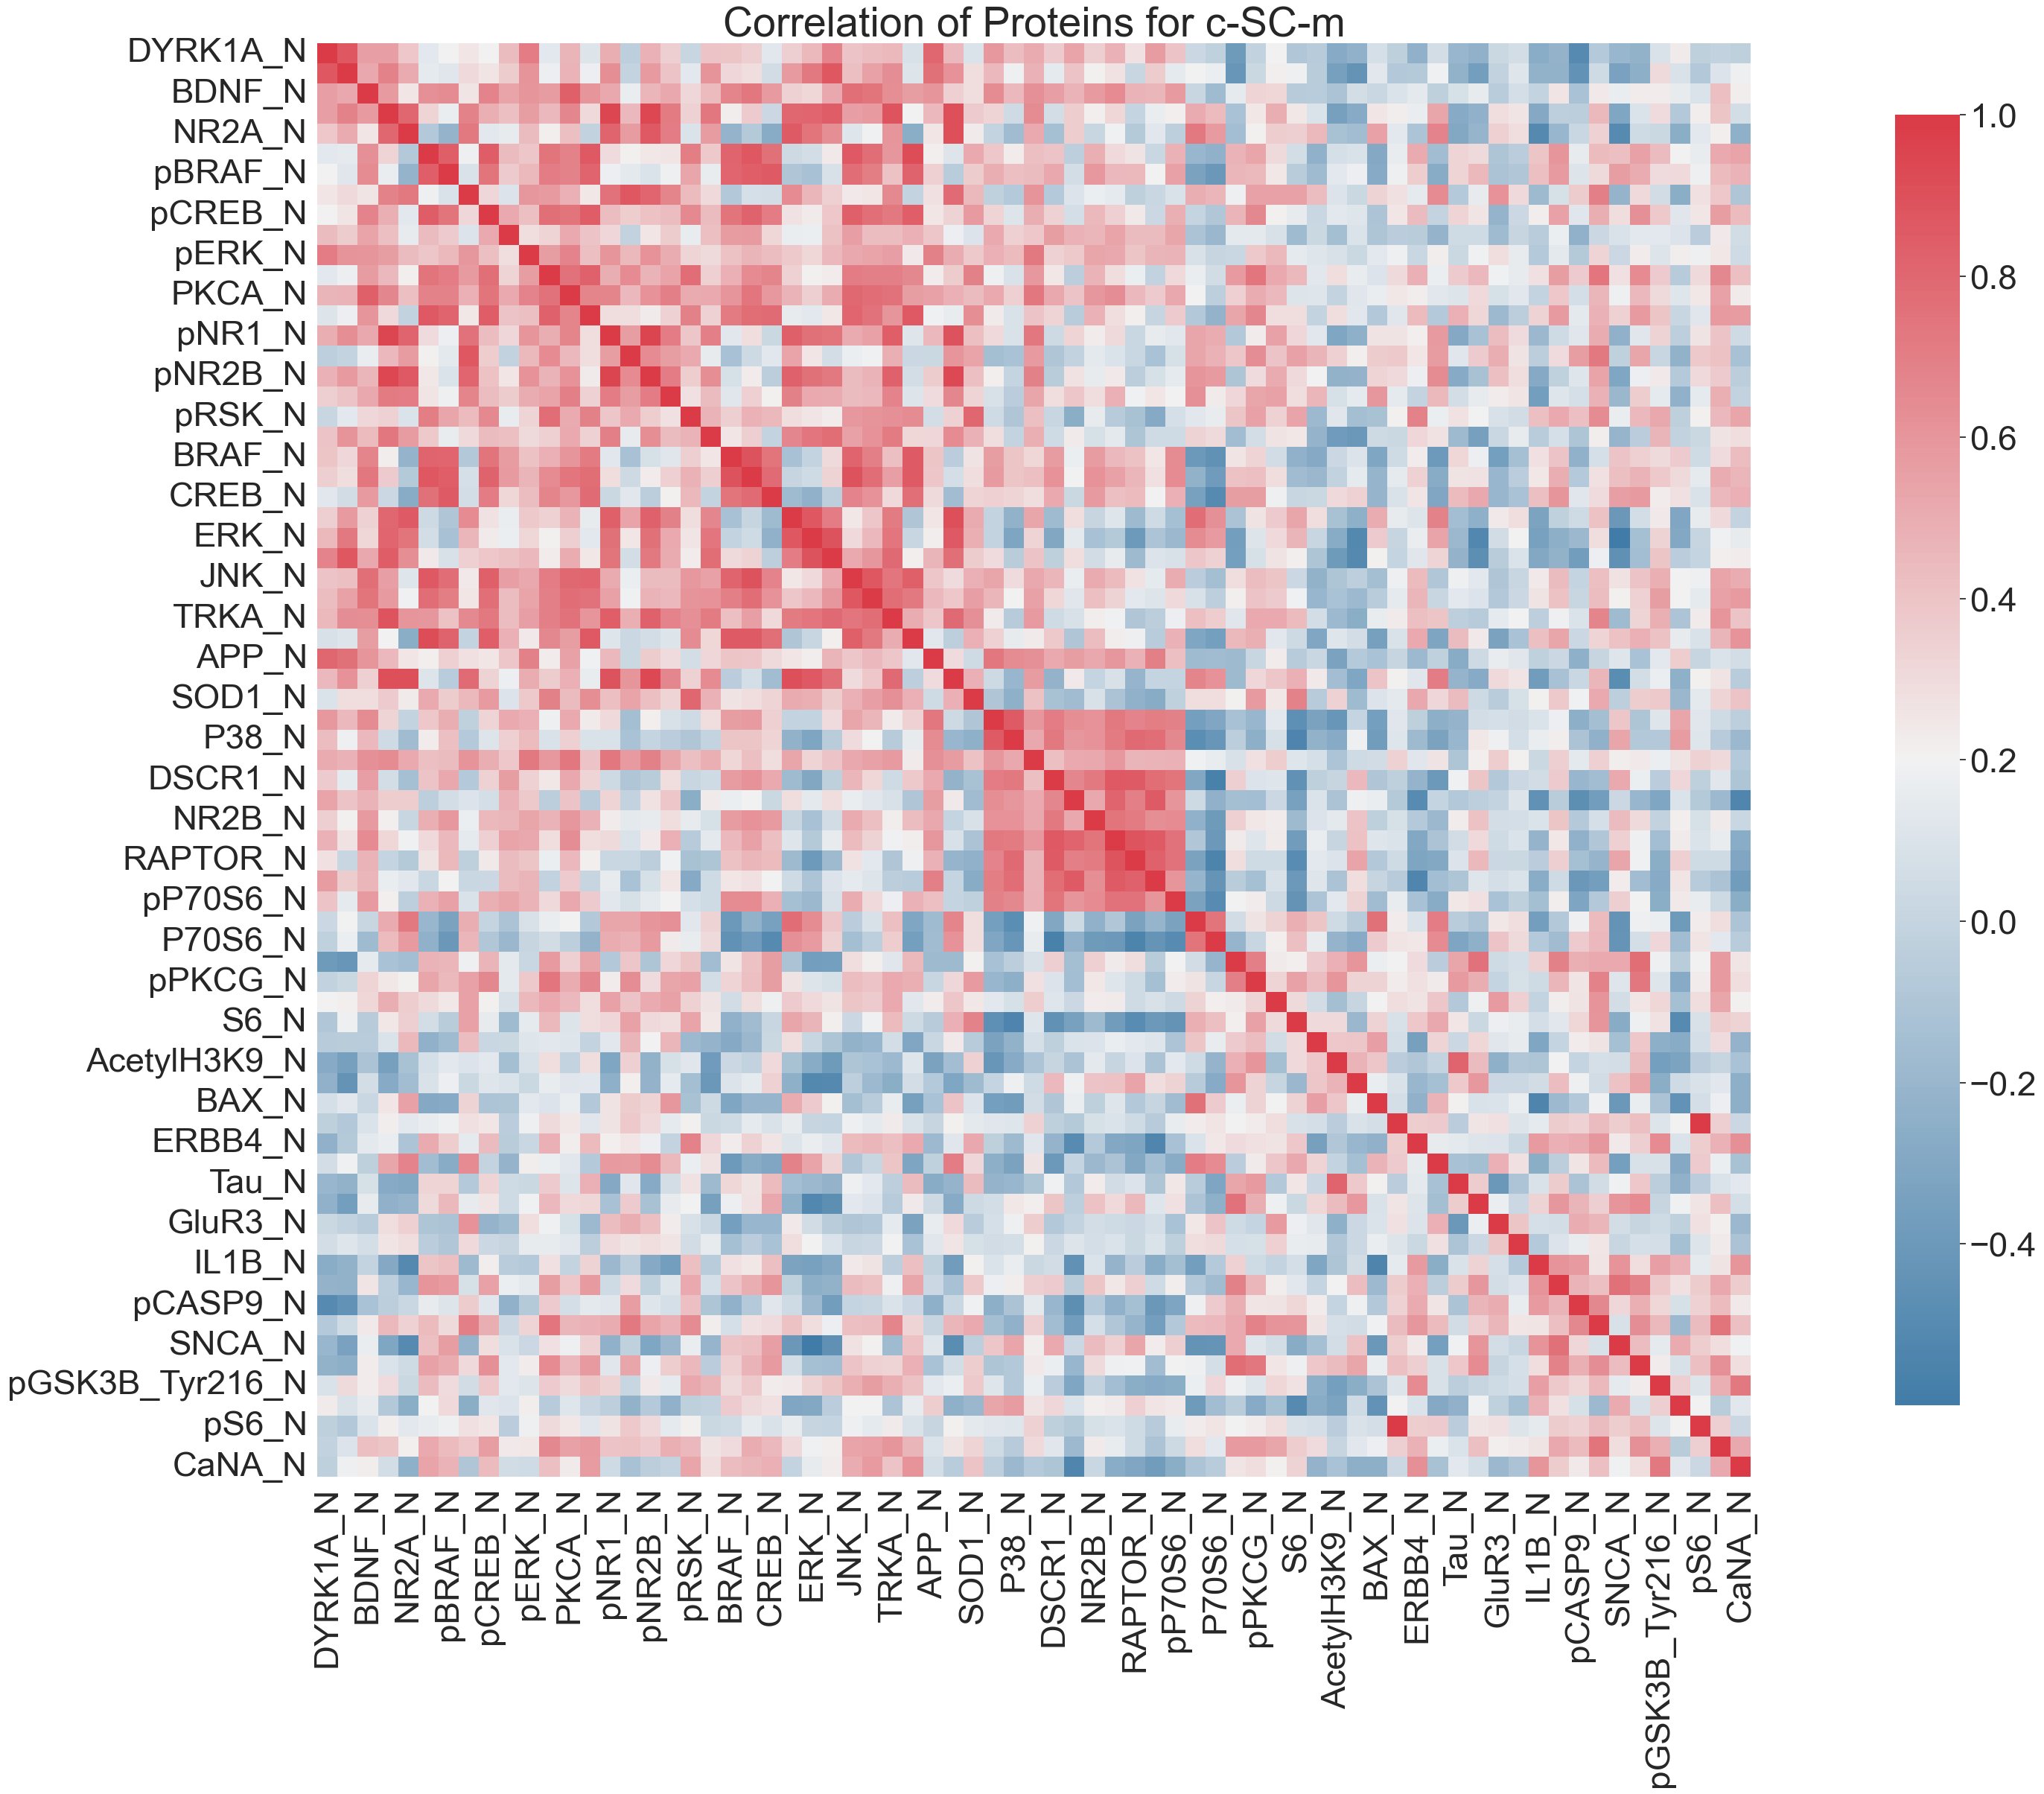 Correlation of Proteins for c-SC-m
DYRK1A_N
BDNF_N
NR2A_N
pBRAF_N
pCREB_N
pERK_N
PKCA_N
pNR1_N
pNR2B_N
pRSK_N
BRAF_N
CREB_N
ERK_N
JNK_N
TRKA_N
APP_N
SOD1_N
P38_N
DSCR1_N
NR2B_N
RAPTOR_N
pP70S6_N
P70S6_N
pPKCG_N
S6_N
AcetylH3K9_N
BAX_N
ERBB4_N
Tau_N
GluR3_N
IL1B_N
pCASP9_N
SNCA_N
pGSK3B_Tyr216_N
pS6_N
CaNA_N
DYRK1A_N
BDNF_N
NR2A_N
pBRAF_N
pCREB_N
pERK_N
PKCA_N
pNR1_N
pNR2B_N
pRSK_N
BRAF_N
CREB_N
ERK_N
JNK_N
TRKA_N
APP_N
SOD1_N
P38_N
DSCR1_N
NR2B_N
RAPTOR_N
pP70S6_N
P70S6_N
pPKCG_N
S6_N
AcetylH3K9_N
BAX_N
ERBB4_N
Tau_N
GluR3_N
IL1B_N
pCASP9_N
SNCA_N
pGSK3B_Tyr216_N
pS6_N
CaNA_N
1.0
0.8
0.6
0.4
0.2
0.0
−0.2
−0.4